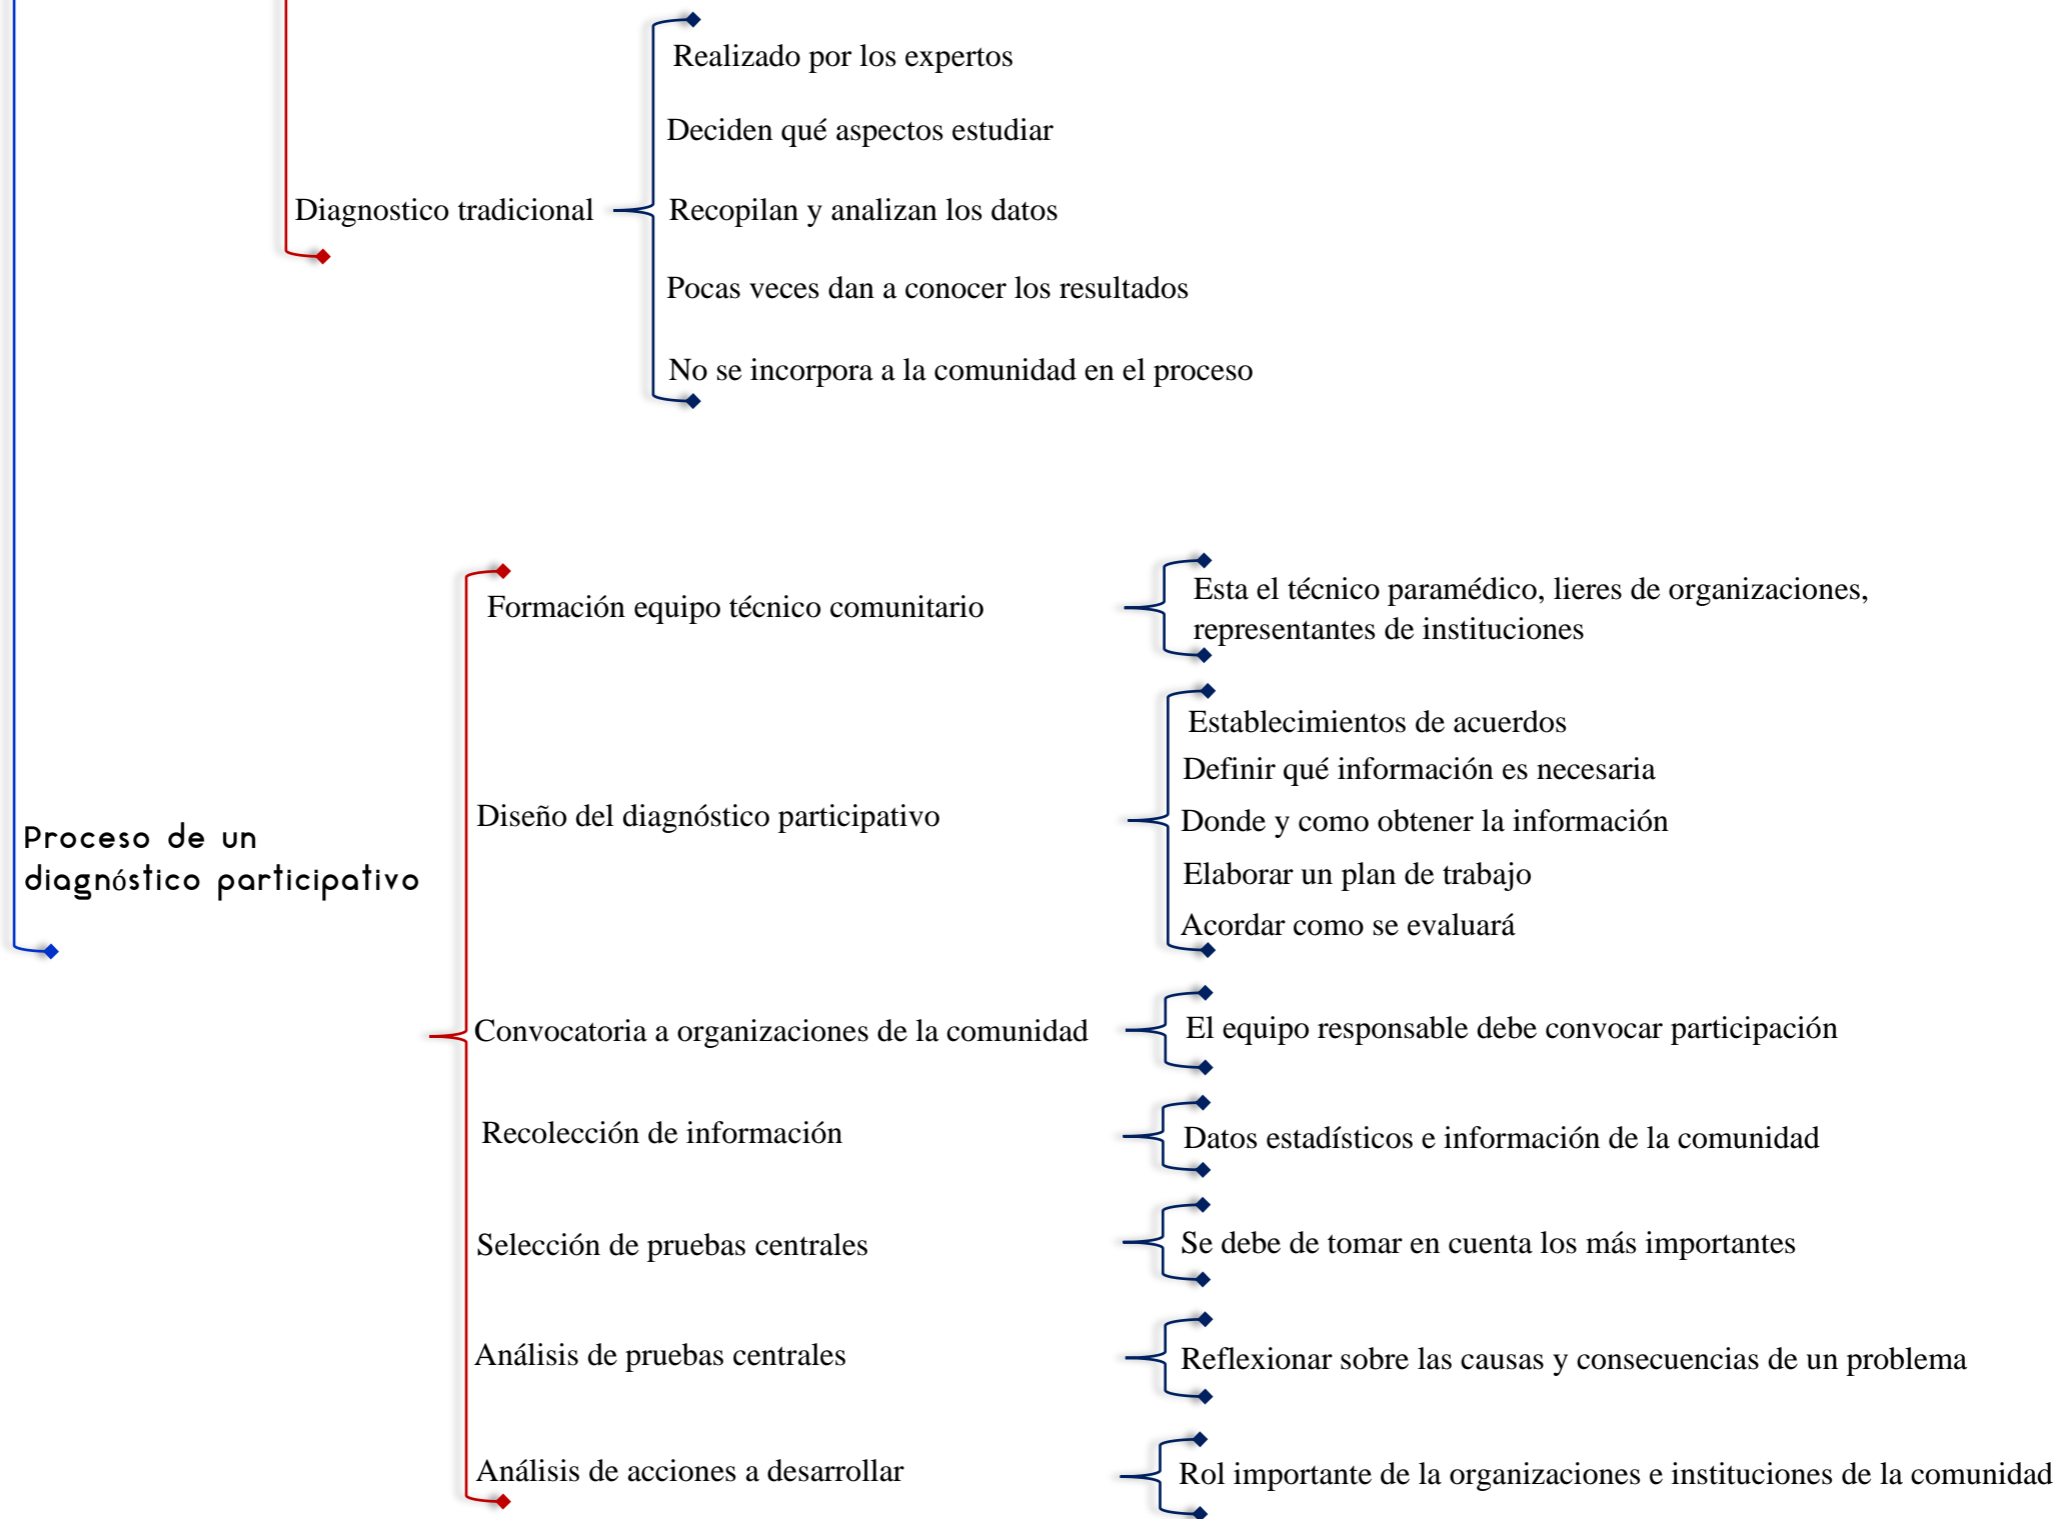 Realizado por los expertos
Deciden qué aspectos estudiar
Diagnostico tradicional
Recopilan y analizan los datos
Pocas veces dan a conocer los resultados
No se incorpora a la comunidad en el proceso
Proceso de un
diagnóstico participativo
Formación equipo técnico comunitario
Esta el técnico paramédico, lieres de organizaciones,
representantes de instituciones
Diseño del diagnóstico participativo
Establecimientos de acuerdos
Definir qué información es necesaria
Donde y como obtener la información
Elaborar un plan de trabajo
Acordar como se evaluará
Convocatoria a organizaciones de la comunidad
El equipo responsable debe convocar participación
Recolección de información
Datos estadísticos e información de la comunidad
Selección de pruebas centrales
Se debe de tomar en cuenta los más importantes
Análisis de pruebas centrales
Reflexionar sobre las causas y consecuencias de un problema
Análisis de acciones a desarrollar
Rol importante de la organizaciones e instituciones de la comunidad